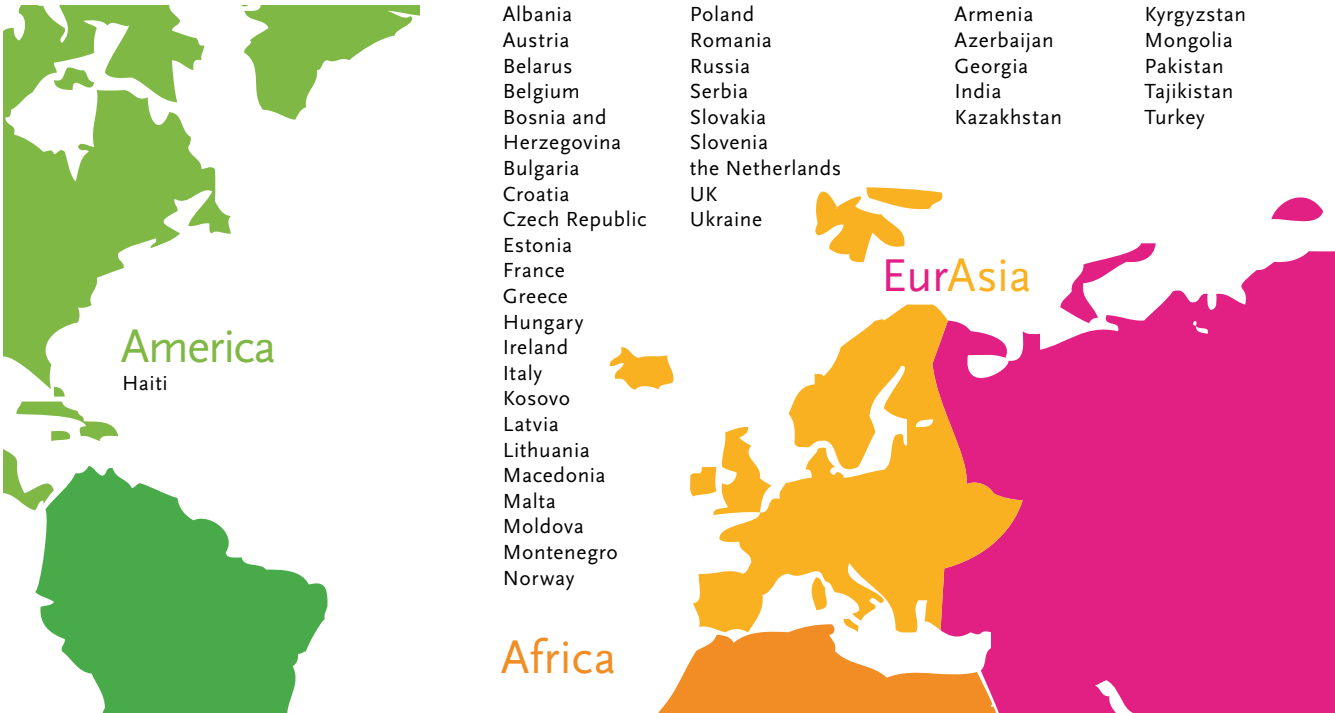 Albania
Austria
Belarus
Belgium
Bosnia and
Herzegovina
Bulgaria
Croatia
Czech Republic
Estonia
France
Greece
Hungary
Ireland
Italy
Kosovo
Latvia
Lithuania
Macedonia
Malta
Moldova
Montenegro
Norway
Poland
Romania
Russia
Serbia
Slovakia
Slovenia
the Netherlands
UK
Ukraine
Armenia
Azerbaijan
Georgia
India
Kazakhstan
Kyrgyzstan
Mongolia
Pakistan
Tajikistan
Turkey
EurAsia
America
Haiti
Africa